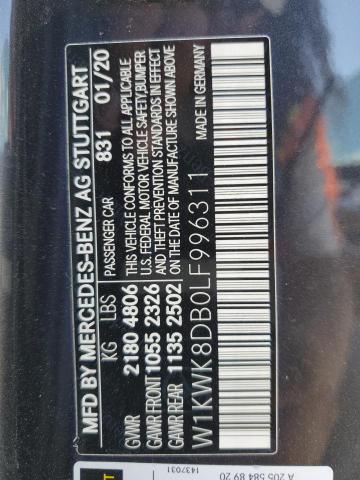 MFD BY MERCEDES-BENZ AG STUTTGART
PASSENGER CAR 831 01/20
KG LBS
GVWR 2180 4806
GAWR FRONT 1055 2326
GAWR REAR 1135 2502
THIS VEHICLE CONFORMS TO ALL APPLICABLE
U.S. FEDERAL MOTOR VEHICLE SAFETY, BUMPER
AND THEFT PREVENTION STANDARDS IN EFFECT
ON THE DATE OF MANUFACTURE SHOWN ABOVE
W1KWK8DB0LF996311 MADE IN GERMANY
A 205 584 89 20
1437031